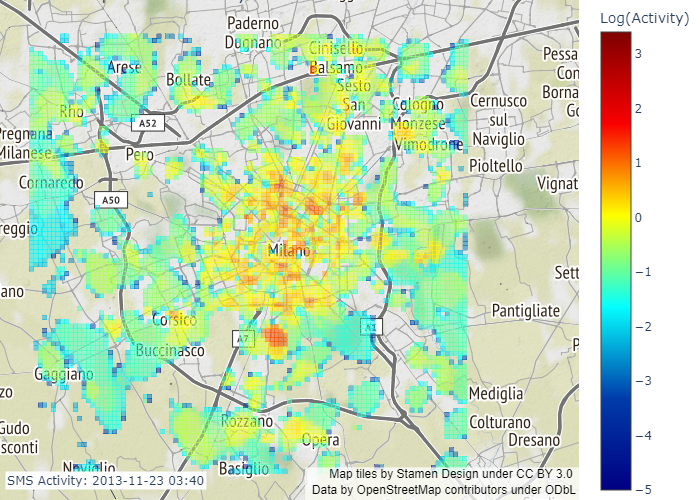 Log(Activity)
Paderno
Dugnano
Cinisello
Balsamo
Arese
Bollate
Sesto
San
Giovanni
Rho
A52
Cologno
Monzese
Vimodrone
Cernusco
sul
Naviglio
Pessa
Con
Borna
Go
Pregnana
Milanese
Pero
Pioltello
Cornaredo
A50
Vignat
reggio
Milano
Sett
ano
Pantigliate
Corsico
A7
A1
Buccinasco
P
Gaggiano
Mediglia
zo
Rozzano
Colturano
Gudo
sconti
Opera
Dresano
Basiglio
Naviglio
SMS Activity: 2013-11-23 03:40
Map tiles by Stamen Design under CC BY 3.0
Data by OpenStreetMap contributors under ODbL
3
2
1
0
−1
−2
−3
−4
−5